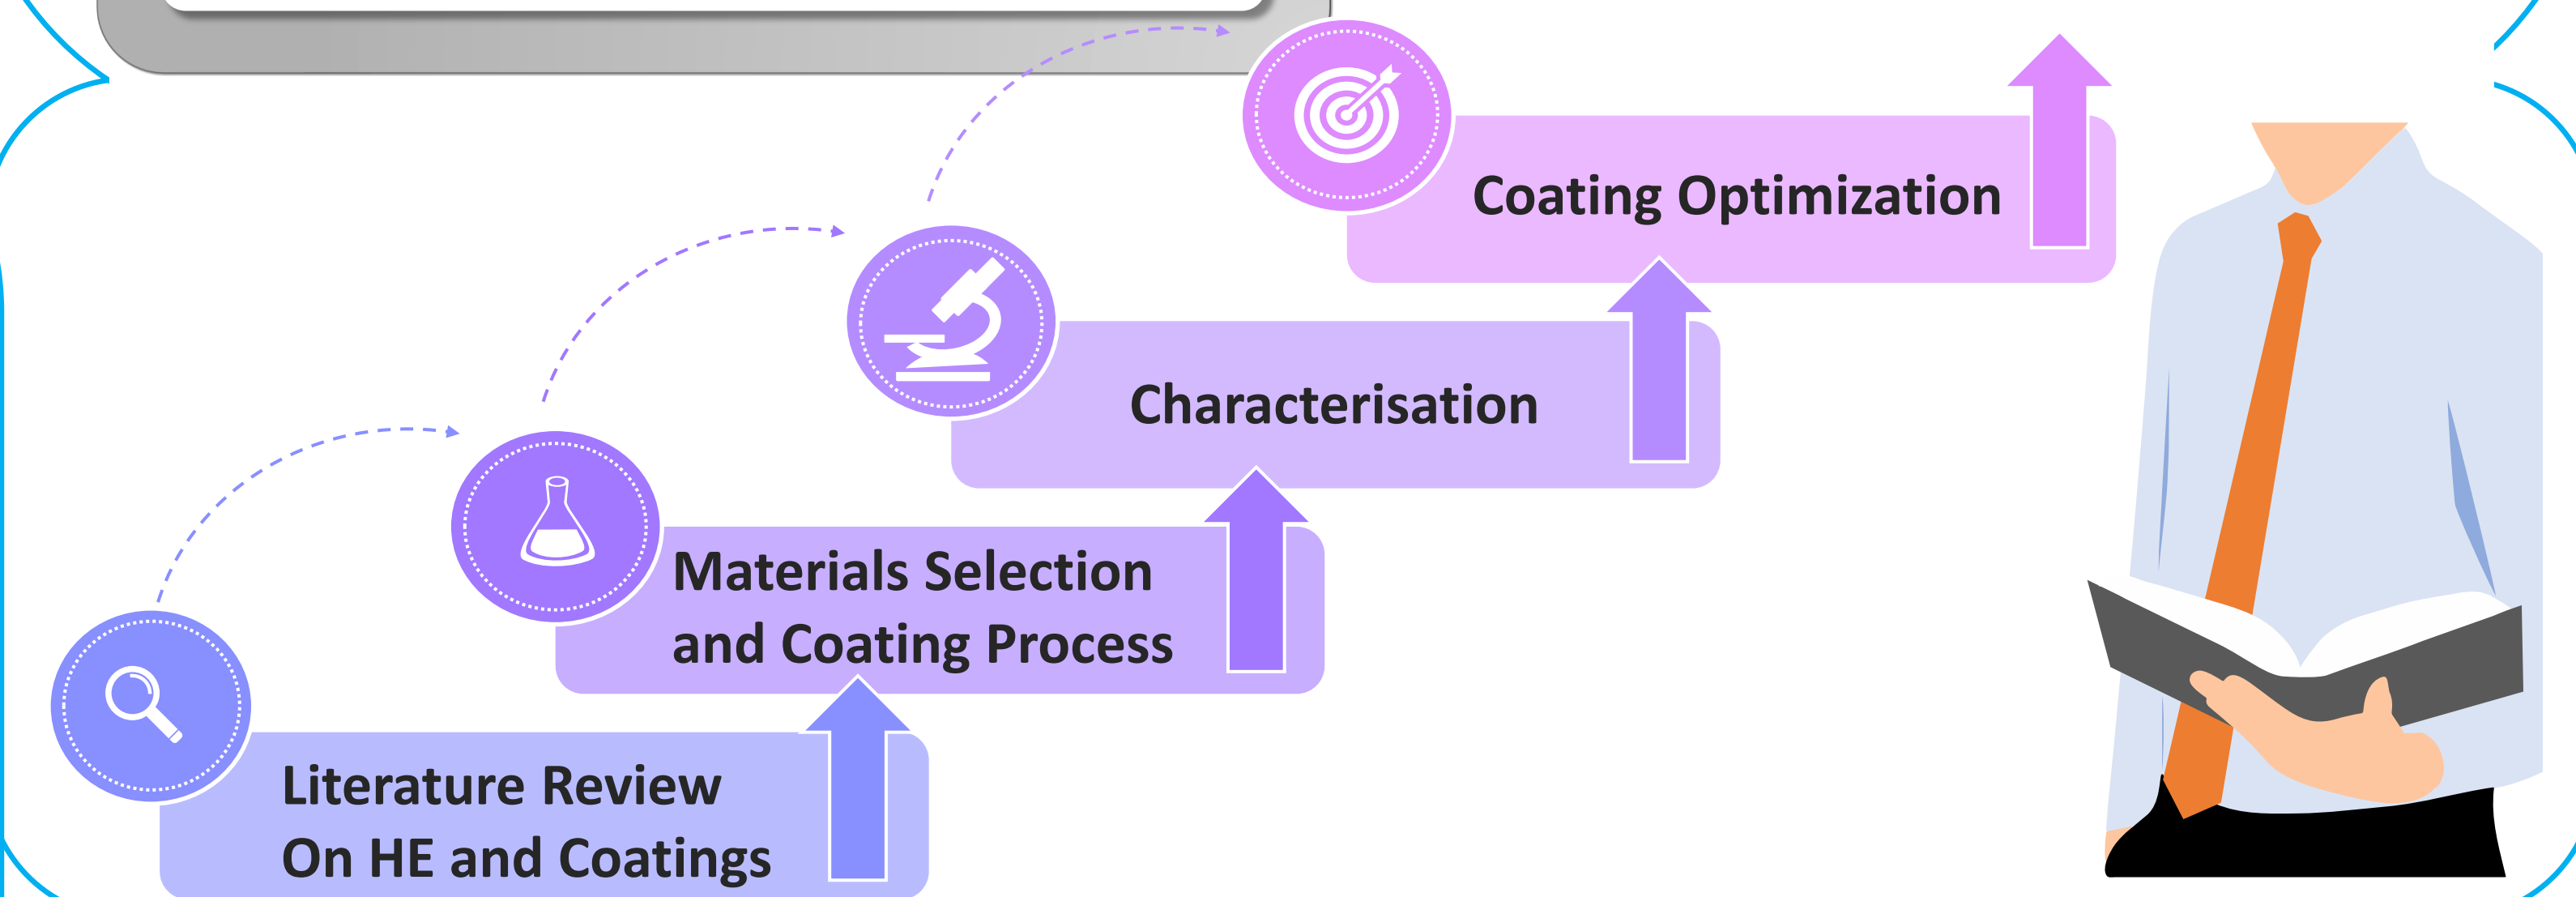 Coating Optimization
Characterisation
Materials Selection
and Coating Process
Literature Review
On HE and Coatings